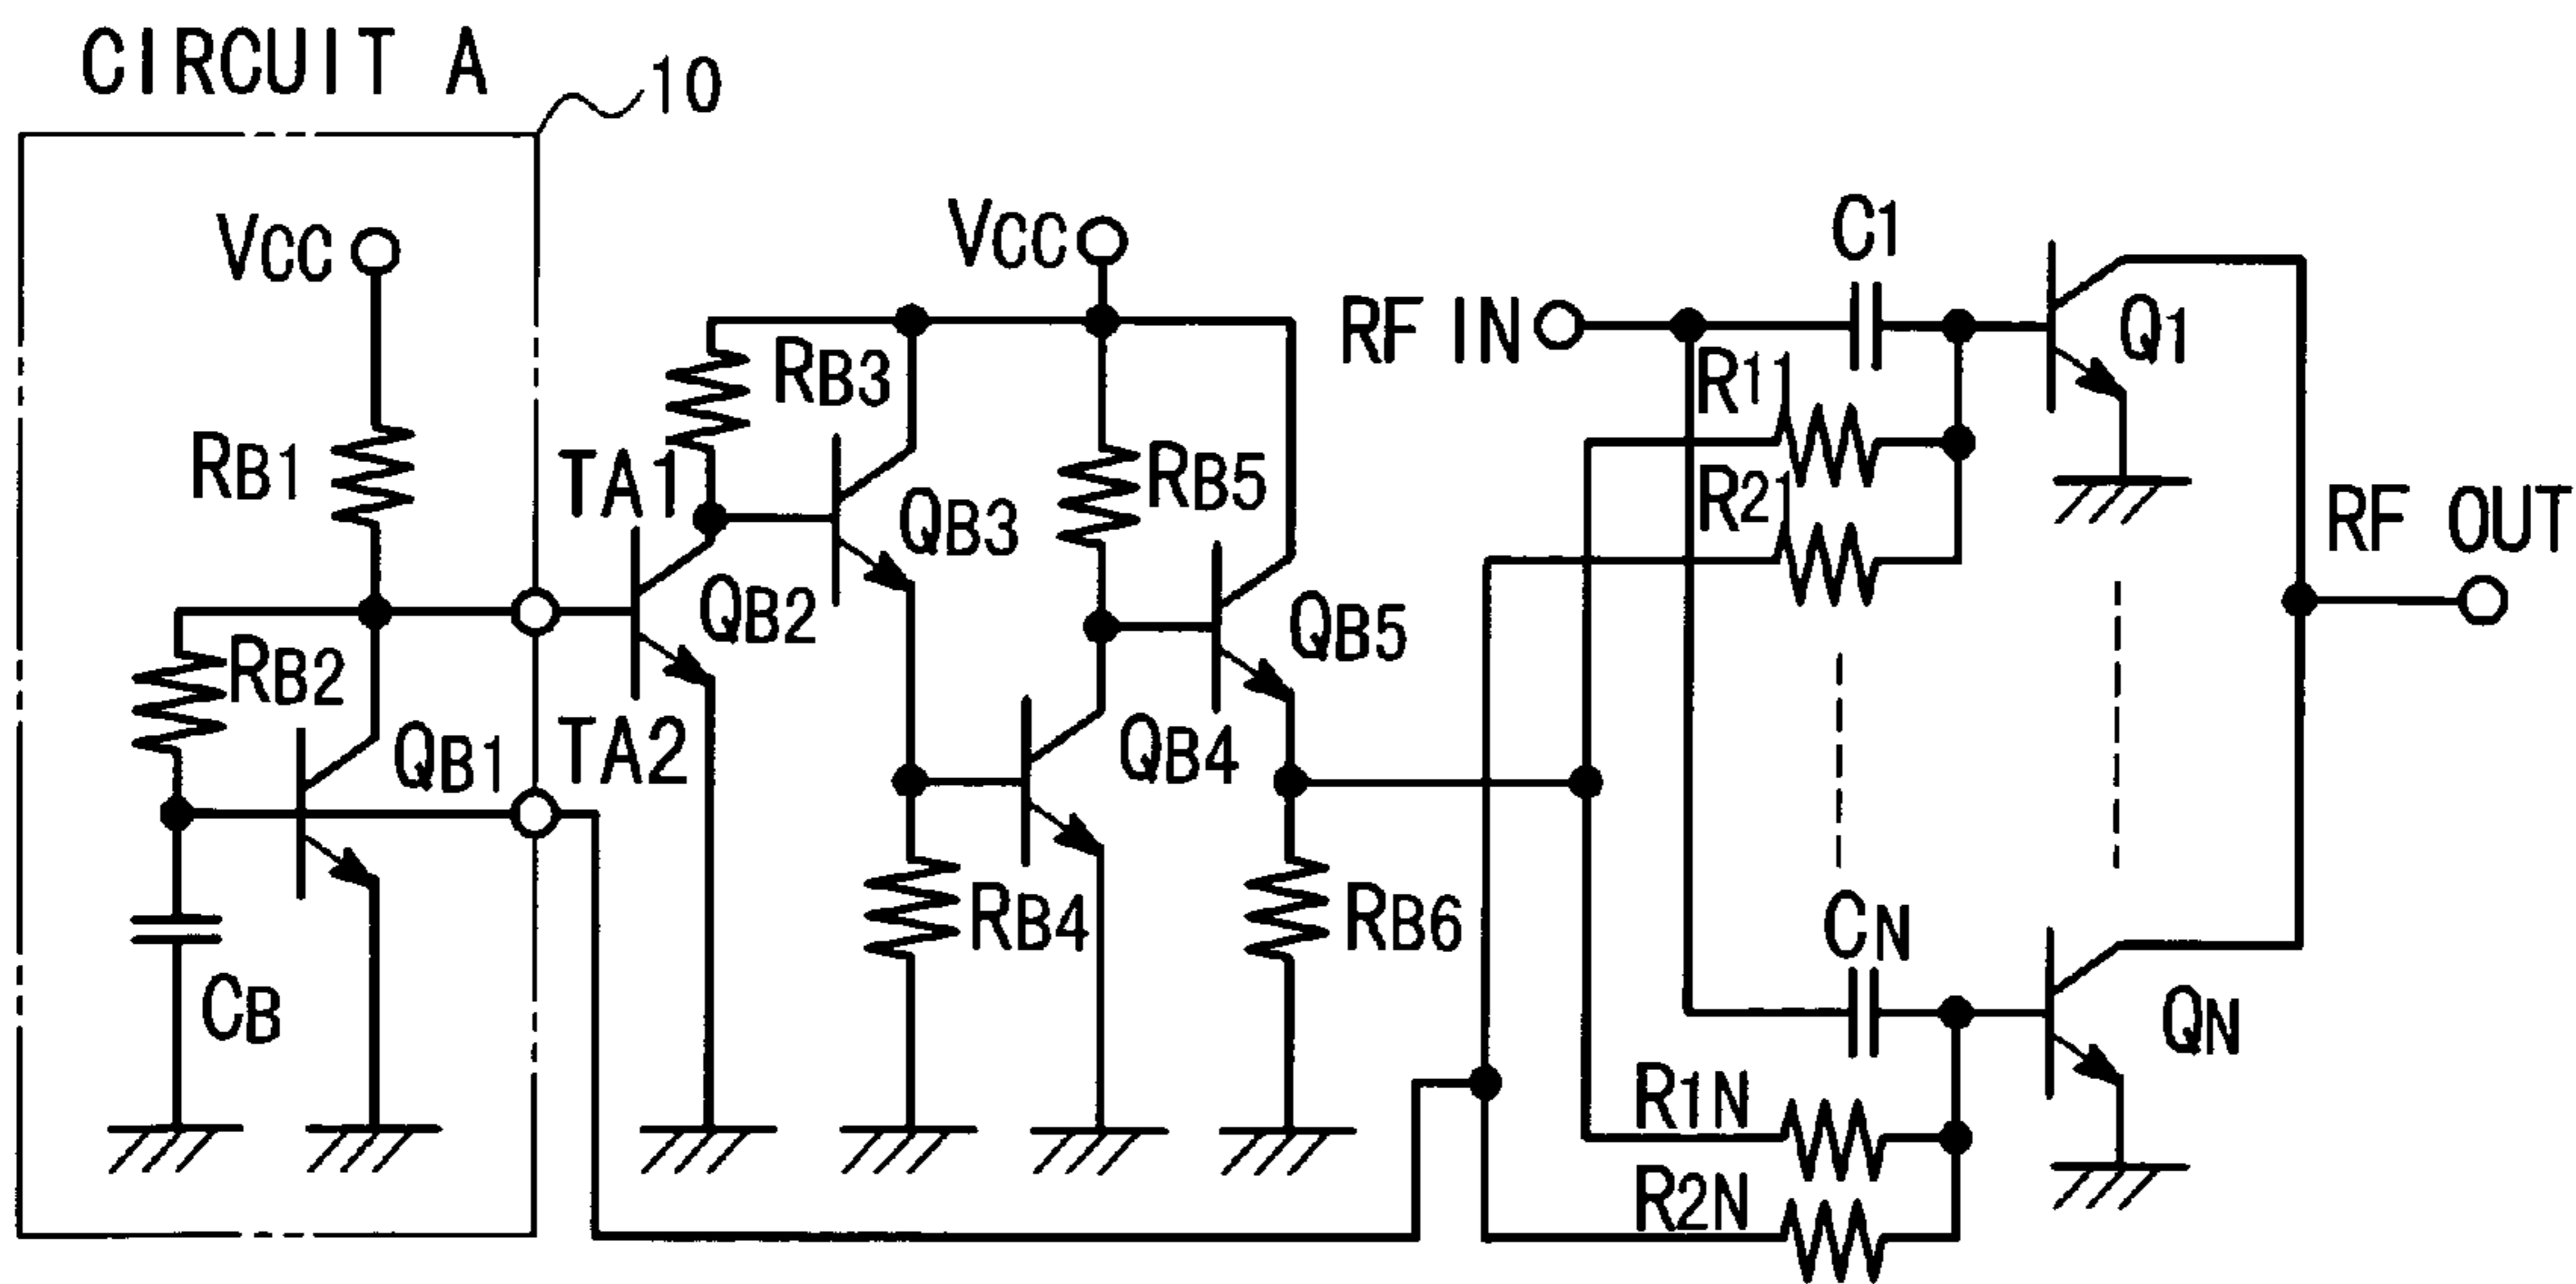 CIRCUIT A
10
VCC
VCC
C1
RF IN
Q1
RB3
R11
RB1
TA1
RB5
R21
QB3
RF OUT
QB2
QB5
RB2
TA2
QB1
QB4
RB4
RB6
CN
CB
QN
R1N
R2N